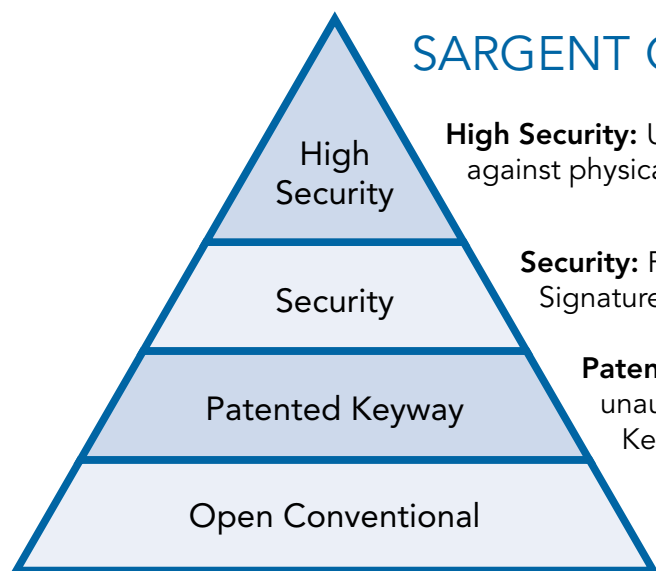 SARGENT
High Security:
against
Security:
Signature
High
Security
Security
Patented Keyway
Open Conventional